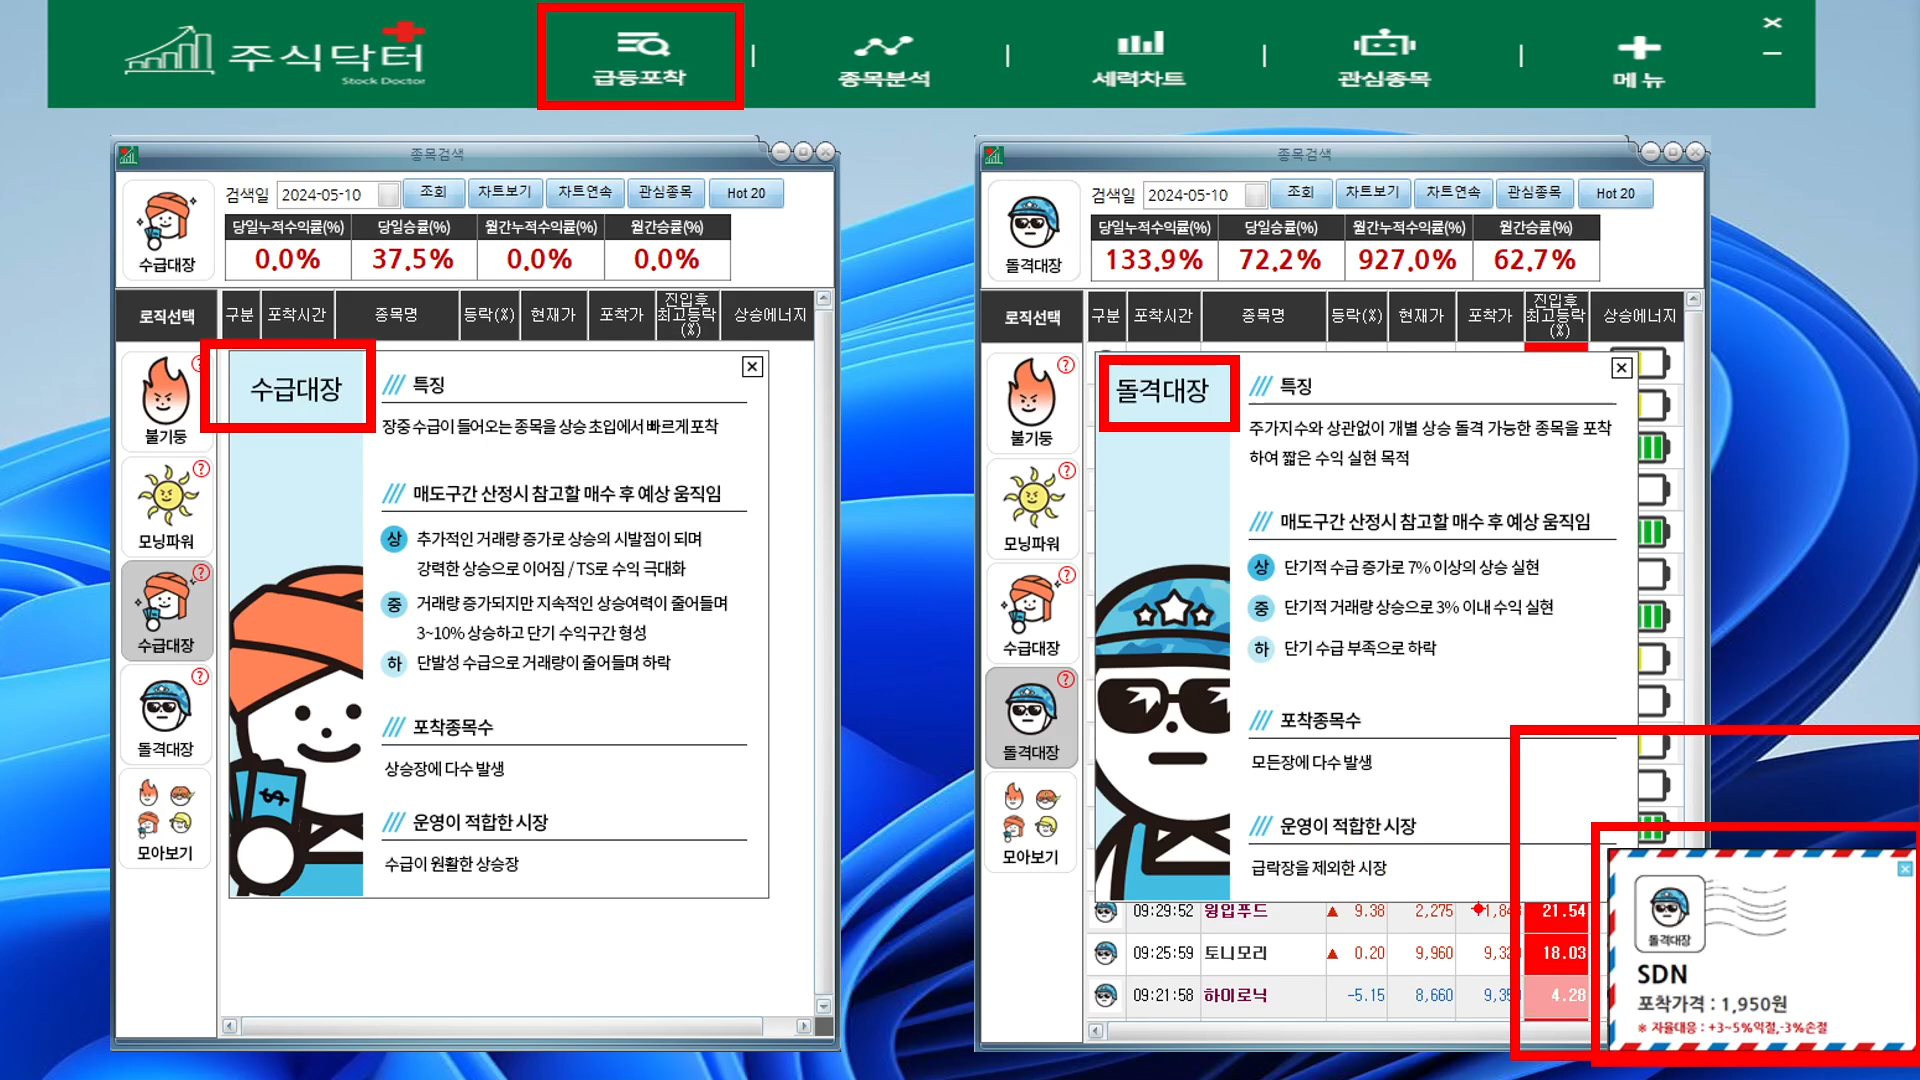 주식닥터
Stock Doctor
급등포착
종목분석
세력차트
관심종목
메뉴
종목검색
수급대장
검색일 2024-05-10 조회 차트보기 차트연속 관심종목 Hot 20
당일누적수익률(%) 당일승률(%) 월간누적수익률(%) 월간승률(%)
0.0% 37.5% 0.0% 0.0%
로직선택 구분 포착시간 종목명 등락(%) 현재가 포착가 진입후 최고등락 (%) 상승에너지
불기둥
모닝파워
수급대장
돌격대장
모아보기
수급대장
특징
장중 수급이 들어오는 종목을 상승 초입에서 빠르게 포착
매도구간 산정시 참고할 매수 후 예상 움직임
상 추가적인 거래량 증가로 상승의 시발점이 되며
강력한 상승으로 이어짐 / TS로 수익 극대화
중 거래량 증가되지만 지속적인 상승여력이 줄어들며
3~10% 상승하고 단기 수익구간 형성
하 단발성 수급으로 거래량이 줄어들며 하락
포착종목수
상승장에 다수 발생
운영이 적합한 시장
수급이 원활한 상승장
종목검색
돌격대장
검색일 2024-05-10 조회 차트보기 차트연속 관심종목 Hot 20
당일누적수익률(%) 당일승률(%) 월간누적수익률(%) 월간승률(%)
133.9% 72.2% 927.0% 62.7%
로직선택 구분 포착시간 종목명 등락(%) 현재가 포착가 진입후 최고등락 (%) 상승에너지
불기둥
모닝파워
수급대장
돌격대장
모아보기
돌격대장
특징
주가지수와 상관없이 개별 상승 돌격 가능한 종목을 포착
하여 짧은 수익 실현 목적
매도구간 산정시 참고할 매수 후 예상 움직임
상 단기적 수급 증가로 7% 이상의 상승 실현
중 단기적 거래량 상승으로 3% 이내 수익 실현
하 단기 수급 부족으로 하락
포착종목수
모든장에 다수 발생
운영이 적합한 시장
급락장을 제외한 시장
09:29:52 윙입푸드 ▲ 9.38 2,275 21.54
09:25:59 토니모리 ▲ 0.20 9,960 18.03
09:21:58 하이로닉 -5.15 8,660 4.28
돌격대장
SDN
포착가격 : 1,950원
※ 자율대응 : +3~5%익절,-3%손절